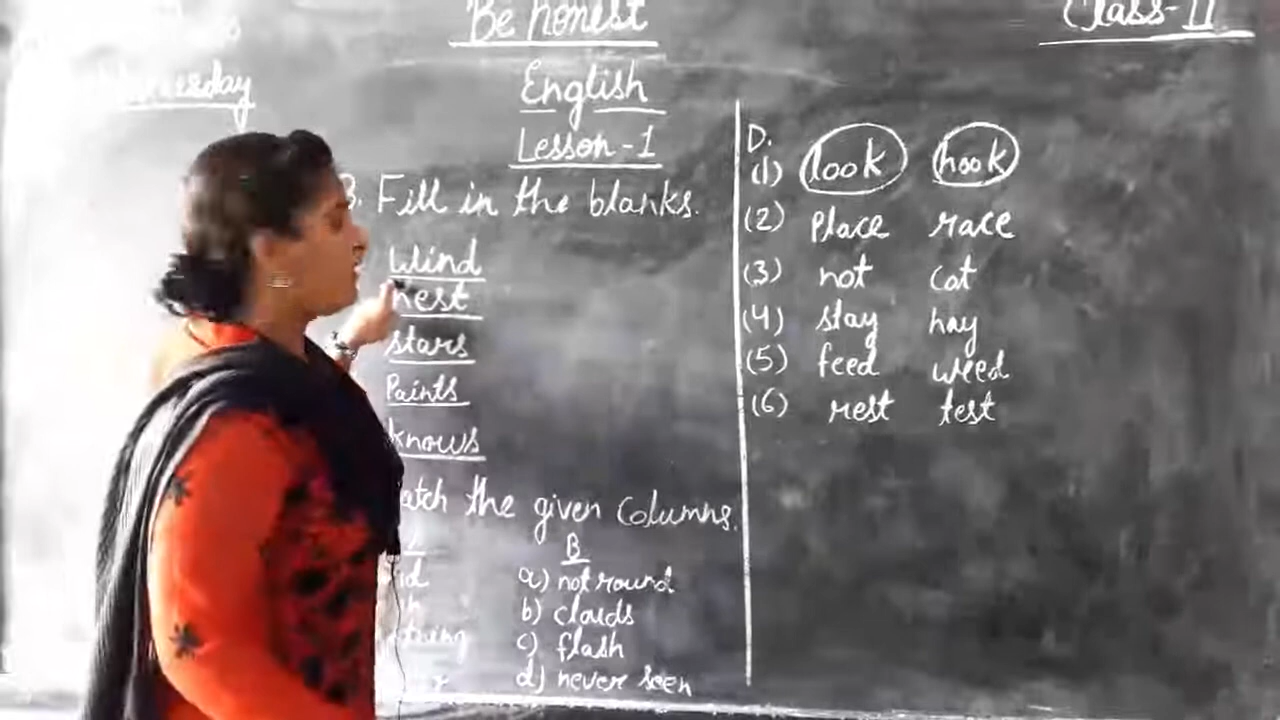 Be honest
Class-II
English
Lesson-1
B. Fill in the blanks.
Wind
nest
stars
Paints
knows
the given Columns.
B
a) not round
b) clouds
c) flash
d) never seen
D.
(1) look hook
(2) Place race
(3) not cot
(4) stay hay
(5) feed weed
(6) rest test